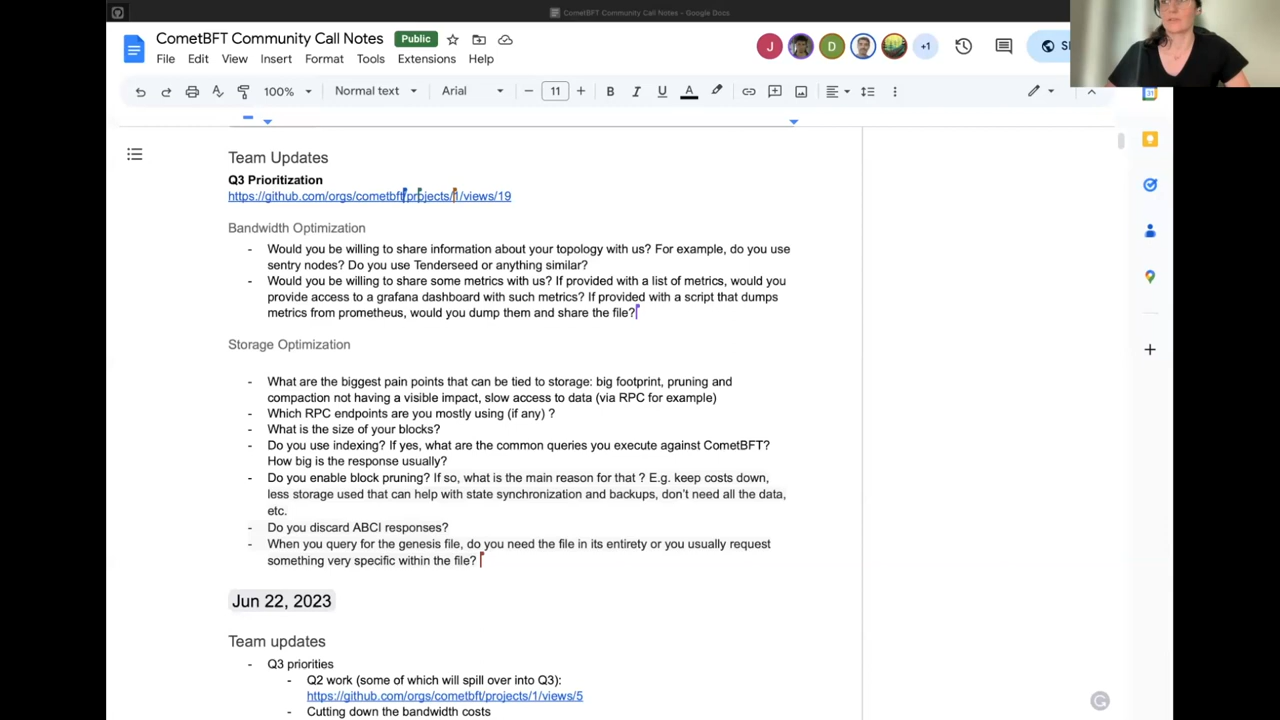 CometBFT Community Call Notes - Google Docs
CometBFT Community Call Notes Public
J D +1
File Edit View Insert Format Tools Extensions Help
100% Normal text Arial 11 B I U A
Team Updates
Q3 Prioritization
https://github.com/orgs/cometbft/projects/1/views/19
Bandwidth Optimization
- Would you be willing to share information about your topology with us? For example, do you use
sentry nodes? Do you use Tenderseed or anything similar?
- Would you be willing to share some metrics with us? If provided with a list of metrics, would you
provide access to a grafana dashboard with such metrics? If provided with a script that dumps
metrics from prometheus, would you dump them and share the file?
Storage Optimization
- What are the biggest pain points that can be tied to storage: big footprint, pruning and
compaction not having a visible impact, slow access to data (via RPC for example)
- Which RPC endpoints are you mostly using (if any) ?
- What is the size of your blocks?
- Do you use indexing? If yes, what are the common queries you execute against CometBFT?
How big is the response usually?
- Do you enable block pruning? If so, what is the main reason for that ? E.g. keep costs down,
less storage used that can help with state synchronization and backups, don't need all the data,
etc.
- Do you discard ABCI responses?
- When you query for the genesis file, do you need the file in its entirety or you usually request
something very specific within the file?
Jun 22, 2023
Team updates
- Q3 priorities
- Q2 work (some of which will spill over into Q3):
https://github.com/orgs/cometbft/projects/1/views/5
- Cutting down the bandwidth costs